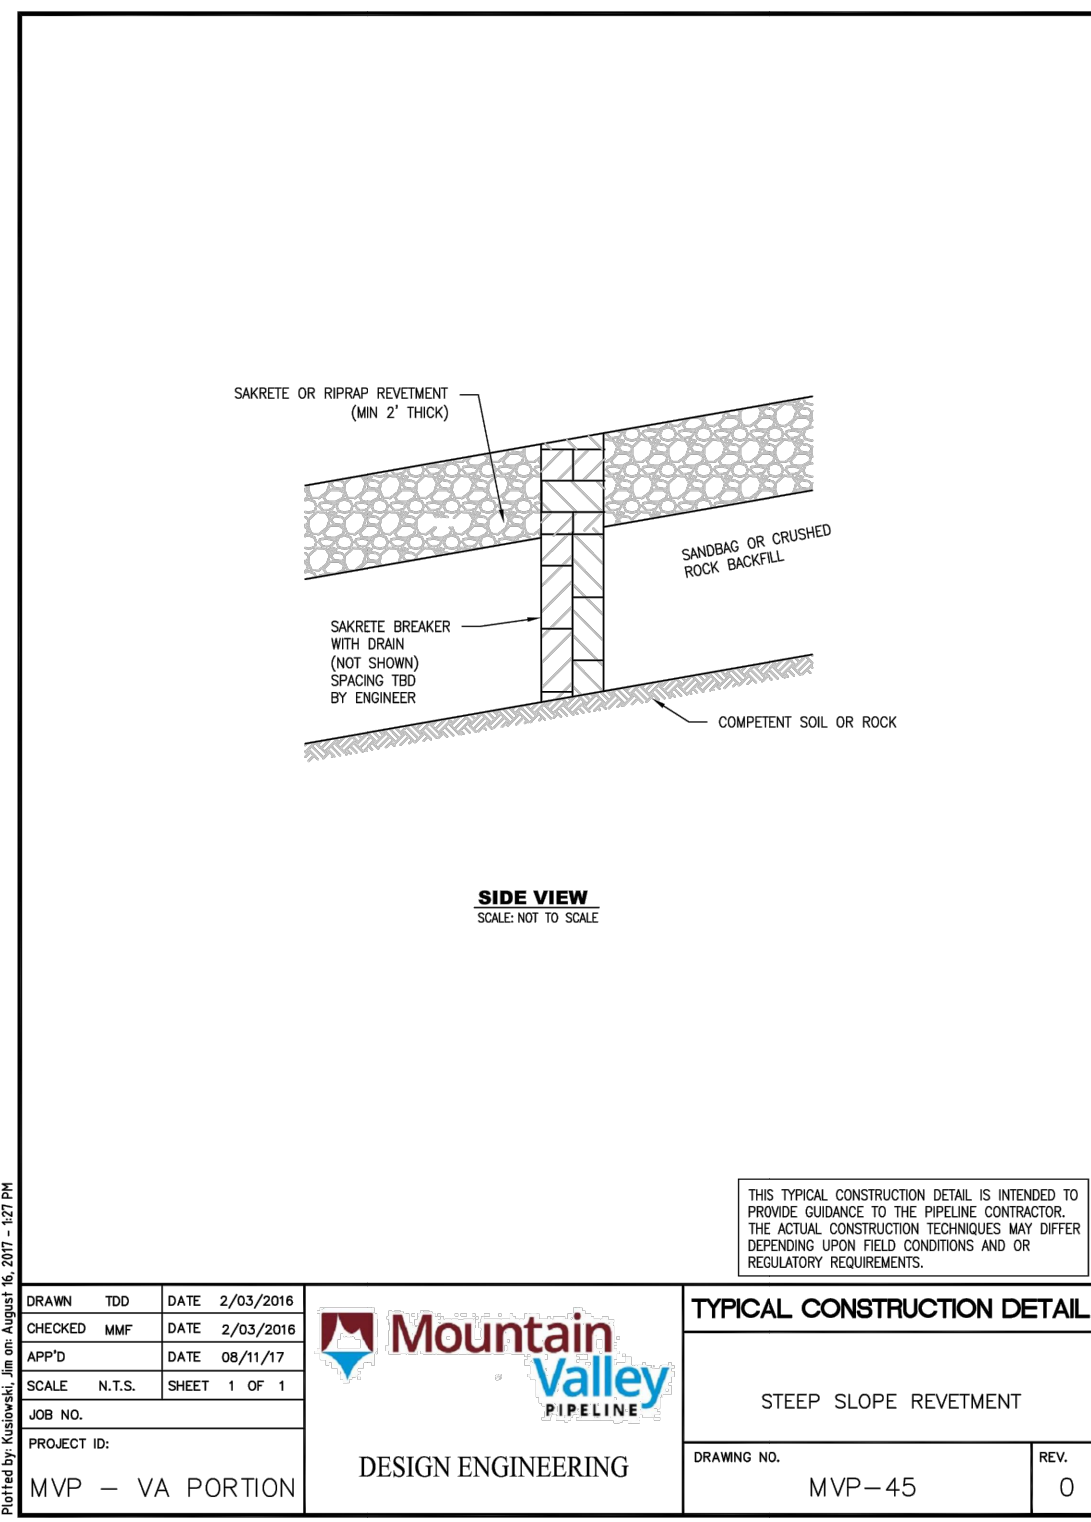 SAKRETE OR RIPRAP REVETMENT
(MIN 2' THICK)
SANDBAG OR CRUSHED
ROCK BACKFILL
SAKRETE BREAKER
WITH DRAIN
(NOT SHOWN)
SPACING TBD
BY ENGINEER
COMPETENT SOIL OR ROCK
SIDE VIEW
SCALE: NOT TO SCALE
Plotted by: Kusiowski, Jim on: August 16, 2017 - 1:27 PM
THIS TYPICAL CONSTRUCTION DETAIL IS INTENDED TO
PROVIDE GUIDANCE TO THE PIPELINE CONTRACTOR.
THE ACTUAL CONSTRUCTION TECHNIQUES MAY DIFFER
DEPENDING UPON FIELD CONDITIONS AND OR
REGULATORY REQUIREMENTS.
DRAWN TDD DATE 2/03/2016
CHECKED MMF DATE 2/03/2016
APP'D DATE 08/11/17
SCALE N.T.S. SHEET 1 OF 1
JOB NO.
PROJECT ID:
MVP - VA PORTION
Mountain
Valley
PIPELINE
DESIGN ENGINEERING
TYPICAL CONSTRUCTION DETAIL
STEEP SLOPE REVETMENT
DRAWING NO.
MVP-45
REV.
0